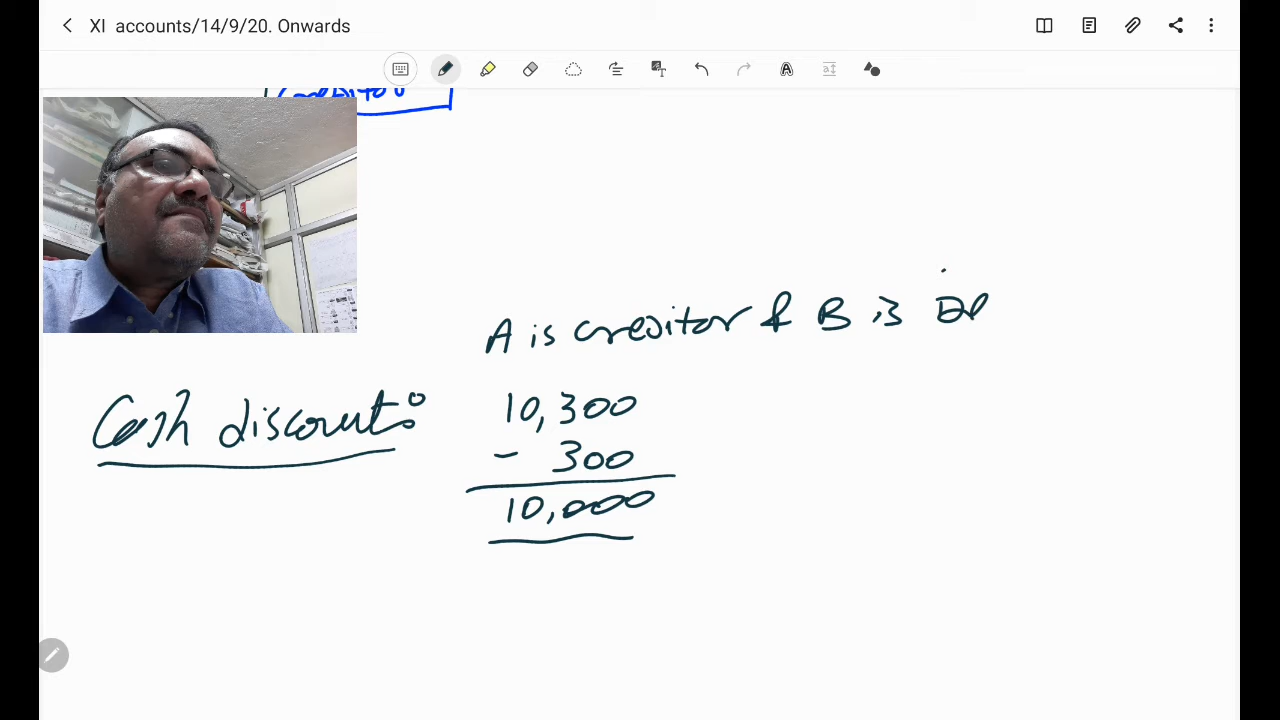 XI accounts/14/9/20. Onwards
A is creditor & B is
Cash discount:
10,300
- 300
10,000